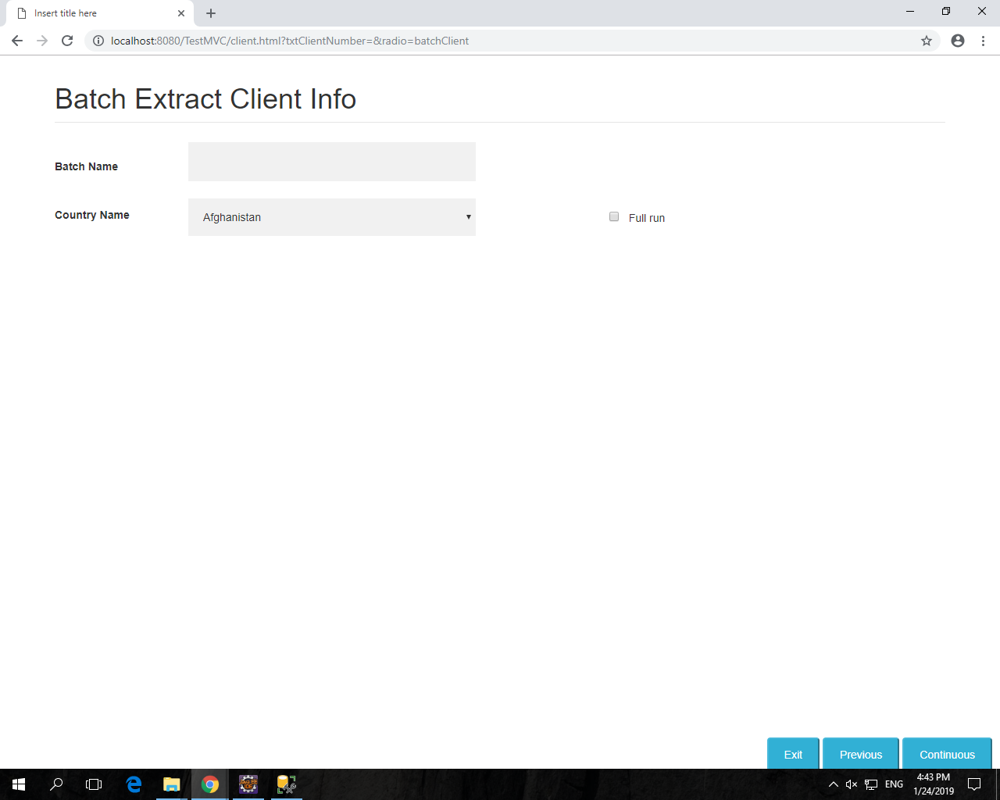 Insert title here
localhost:8080/TestMVC/client.html?txtClientNumber=&radio=batchClient
Batch Extract Client Info
Batch Name
Country Name
Afghanistan
Full run
Exit
Previous
Continuous
ENG
4:43 PM
1/24/2019